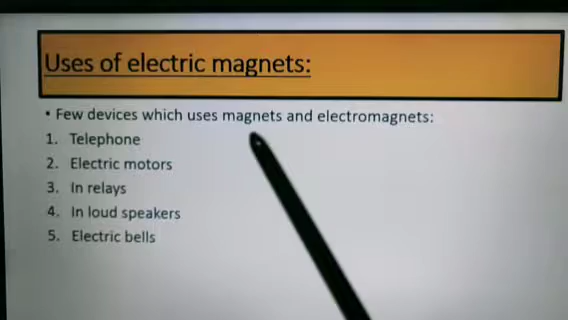 Uses of electric magnets:
• Few devices which uses magnets and electromagnets:
1. Telephone
2. Electric motors
3. In relays
4. In loud speakers
5. Electric bells